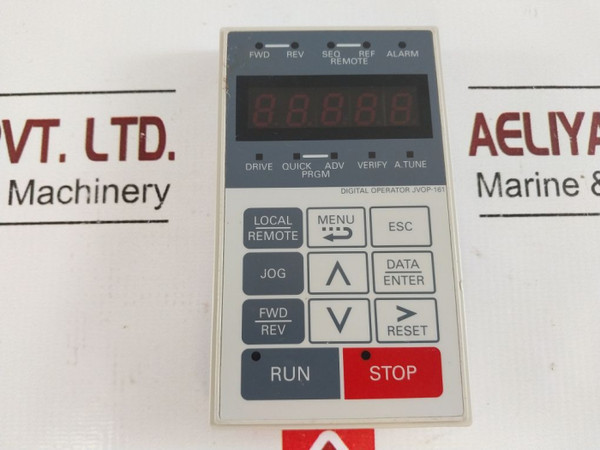 FWD REV SEQ REF ALARM
REMOTE
88888
DRIVE QUICK ADV VERIFY A.TUNE
PRGM
DIGITAL OPERATOR JVOP-161
LOCAL
REMOTE
MENU
ESC
JOG
DATA
ENTER
FWD
REV
RESET
RUN
STOP
PVT. LTD.
Machinery
AELIYA
Marine &